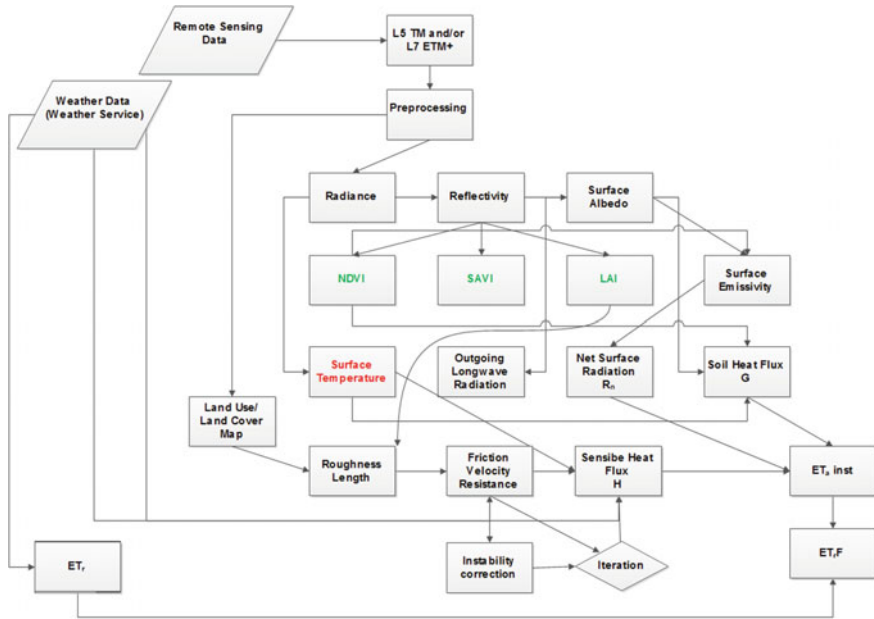 Remote Sensing
Data
L5 TM and/or
L7 ETM+
Weather Data
(Weather Service)
Preprocessing
Radiance
Reflectivity
Surface
Albedo
NDVI
SAVI
LAI
Surface
Emissivity
Surface
Temperature
Outgoing
Longwave
Radiation
Net Surface
Radiation
Rn
Soil Heat Flux
G
Land Use/
Land Cover
Map
Roughness
Length
Friction
Velocity
Resistance
Sensibe Heat
Flux
H
ETa inst
Instability
correction
Iteration
ETr
ETrF